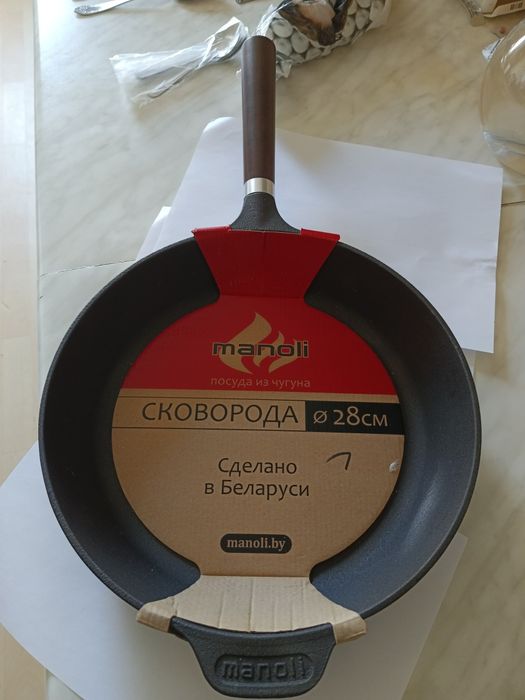 manoli
посуда из чугуна
СКОВОРОДА ⌀ 28см
Сделано
в Беларуси
manoli.by
manoli